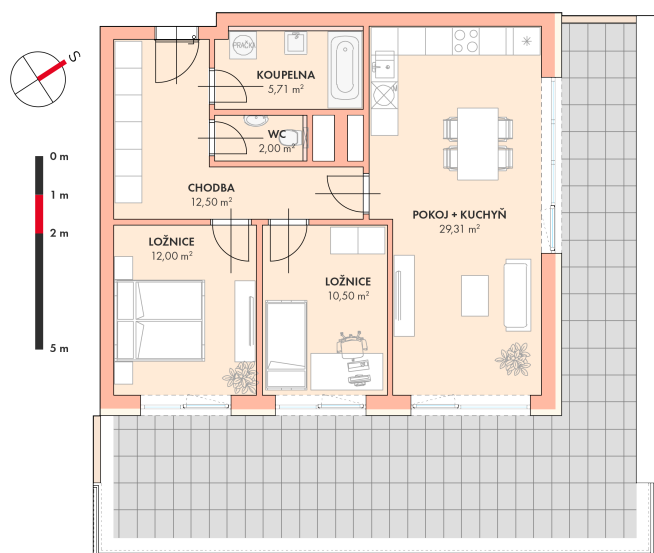 S
0 m
1 m
2 m
5 m
PRAČKA
KOUPELNA
5,71 m²
WC
2,00 m²
CHODBA
12,50 m²
POKOJ + KUCHYŇ
29,31 m²
LOŽNICE
12,00 m²
LOŽNICE
10,50 m²